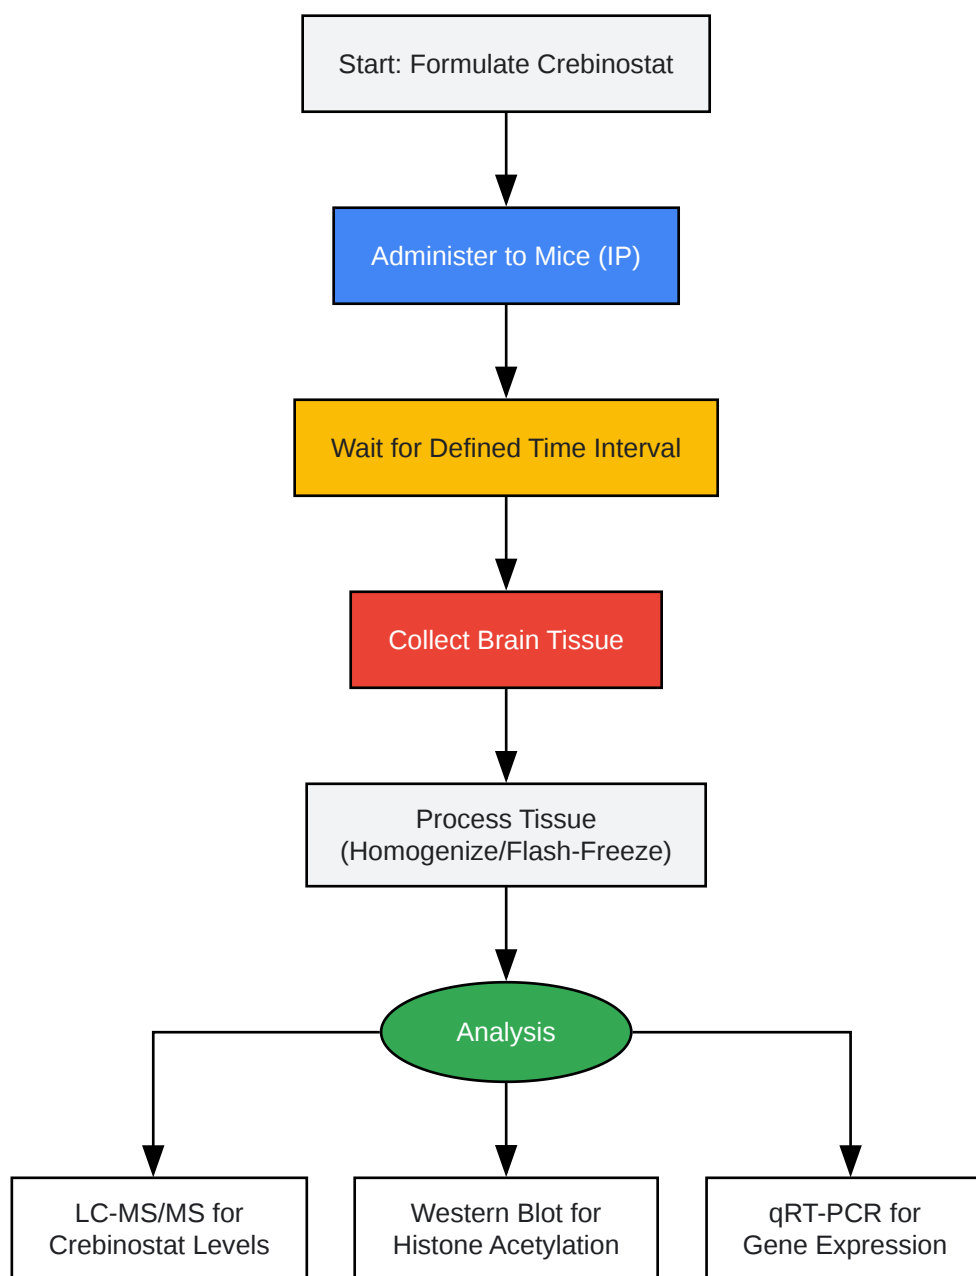 Start: Formulate Crebinostat
Administer to Mice (IP)
Wait for Defined Time Interval
Collect Brain Tissue
Process Tissue
(Homogenize/Flash-Freeze)
Analysis
LC-MS/MS for
Crebinostat Levels
Western Blot for
Histone Acetylation
qRT-PCR for
Gene Expression